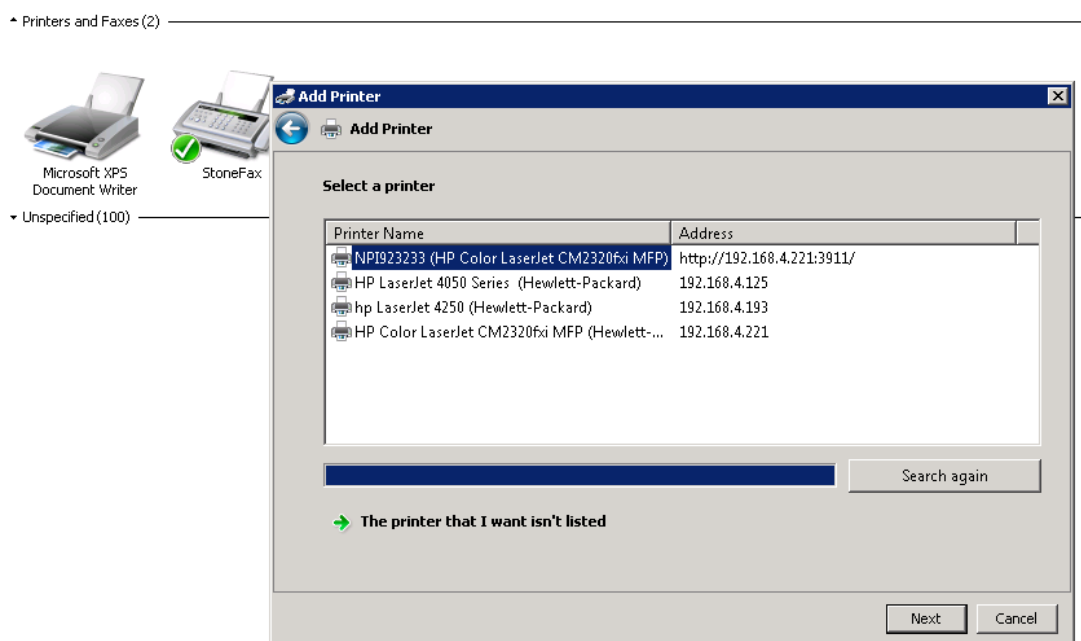 Printers and Faxes (2)
Microsoft XPS
Document Writer
StoneFax
Unspecified (100)
Add Printer
Add Printer
Select a printer
Printer Name Address
NPI923233 (HP Color LaserJet CM2320fxi MFP) http://192.168.4.221:3911/
HP LaserJet 4050 Series (Hewlett-Packard) 192.168.4.125
hp LaserJet 4250 (Hewlett-Packard) 192.168.4.193
HP Color LaserJet CM2320fxi MFP (Hewlett-... 192.168.4.221
Search again
The printer that I want isn't listed
Next Cancel